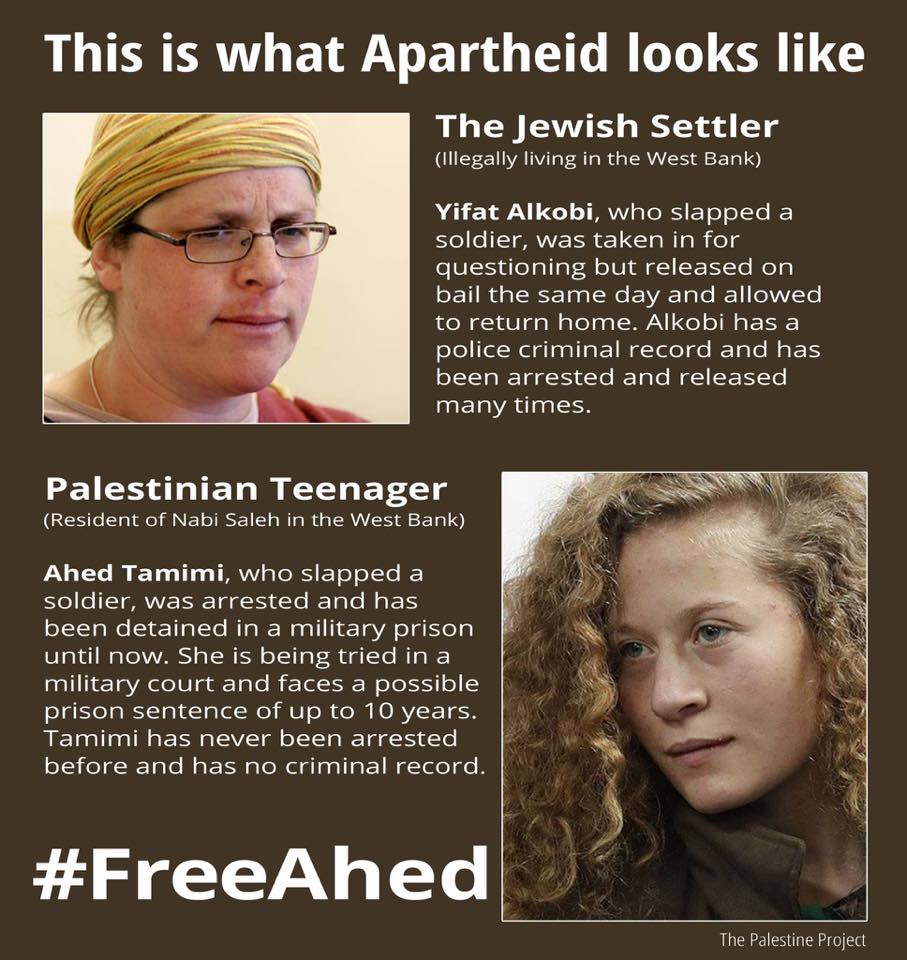 This is what Apartheid looks like
The Jewish Settler
(Illegally living in the West Bank)
Yifat Alkobi, who slapped a
soldier, was taken in for
questioning but released on
bail the same day and allowed
to return home. Alkobi has a
police criminal record and has
been arrested and released
many times.
Palestinian Teenager
(Resident of Nabi Saleh in the West Bank)
Ahed Tamimi, who slapped a
soldier, was arrested and has
been detained in a military prison
until now. She is being tried in a
military court and faces a possible
prison sentence of up to 10 years.
Tamimi has never been arrested
before and has no criminal record.
#FreeAhed
The Palestine Project